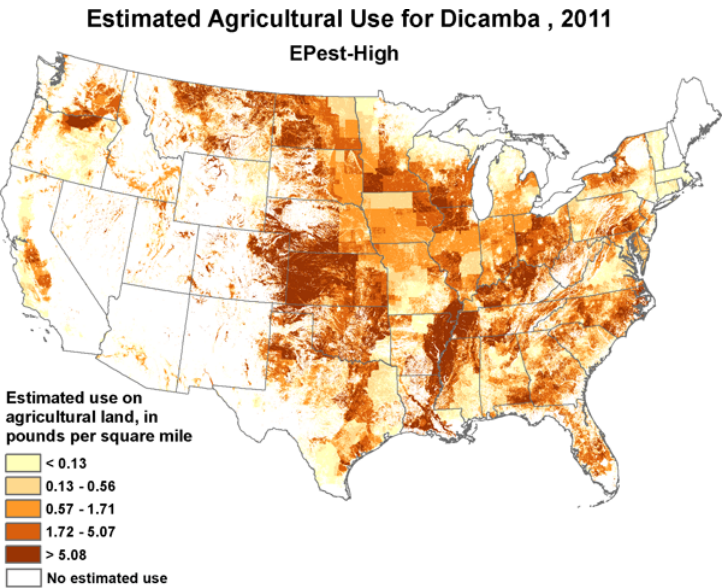 Estimated Agricultural Use for Dicamba , 2011
EPest-High
Estimated use on
agricultural land, in
pounds per square mile
< 0.13
0.13 - 0.56
0.57 - 1.71
1.72 - 5.07
> 5.08
No estimated use